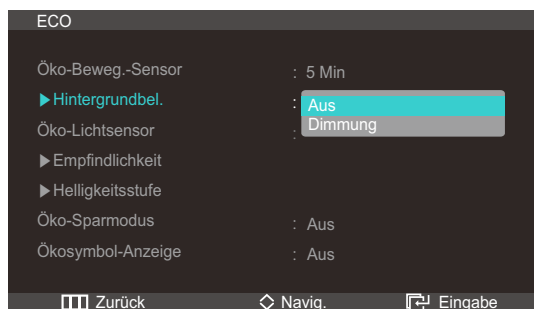 ECO
Öko-Beweg.-Sensor : 5 Min
▶Hintergrundbel. : Aus
Dimmung
Öko-Lichtsensor :
▶Empfindlichkeit
▶Helligkeitsstufe
Öko-Sparmodus : Aus
Ökosymbol-Anzeige : Aus
Zurück Navig. Eingabe